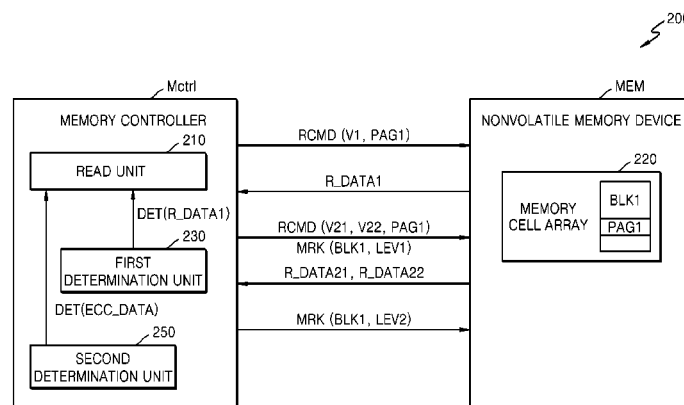 200
Mctrl
MEM
MEMORY CONTROLLER
210
READ UNIT
DET(R_DATA1)
230
FIRST
DETERMINATION UNIT
DET(ECC_DATA)
250
SECOND
DETERMINATION UNIT
RCMD (V1, PAG1)
R_DATA1
RCMD (V21, V22, PAG1)
MRK (BLK1, LEV1)
R_DATA21, R_DATA22
MRK (BLK1, LEV2)
NONVOLATILE MEMORY DEVICE
220
MEMORY
CELL ARRAY
BLK1
PAG1